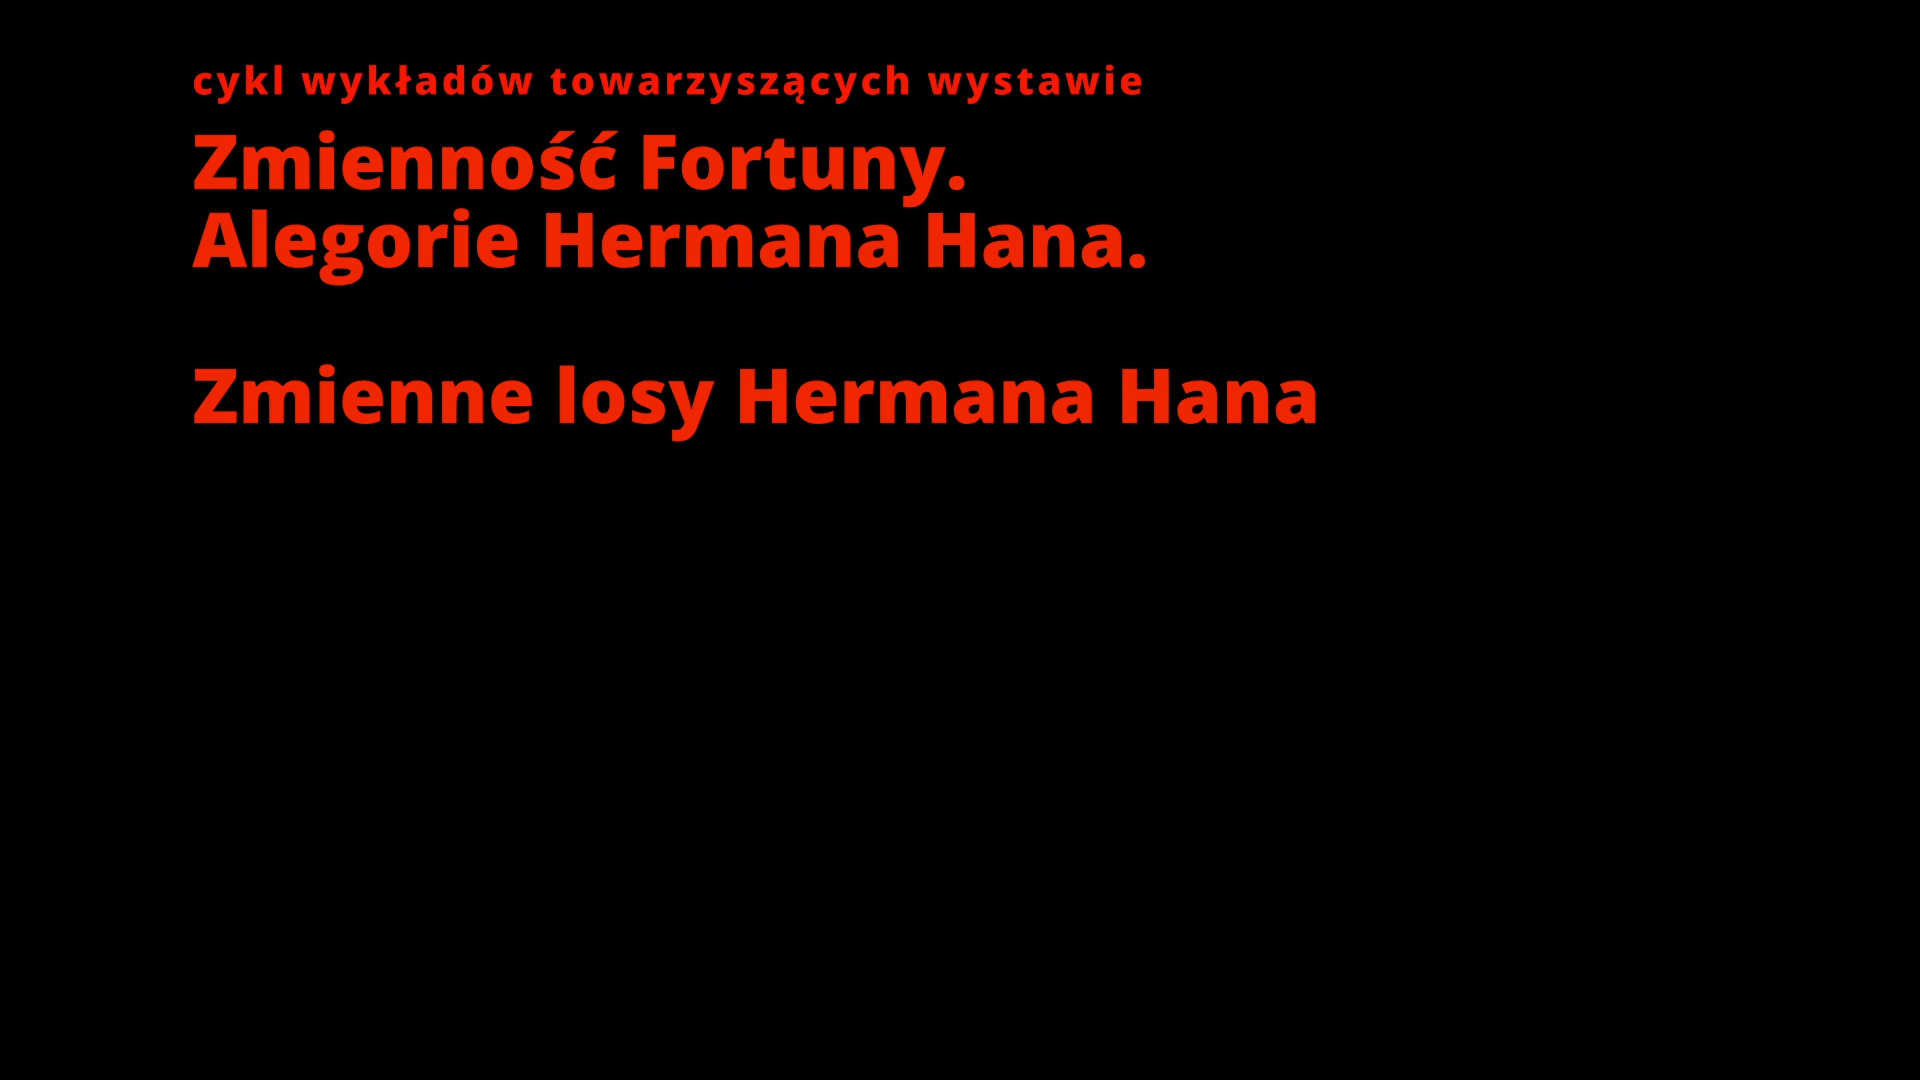 cykl wykładów towarzyszących wystawie
Zmienność Fortuny.
Alegorie Hermana Hana.
Zmienne losy Hermana Hana